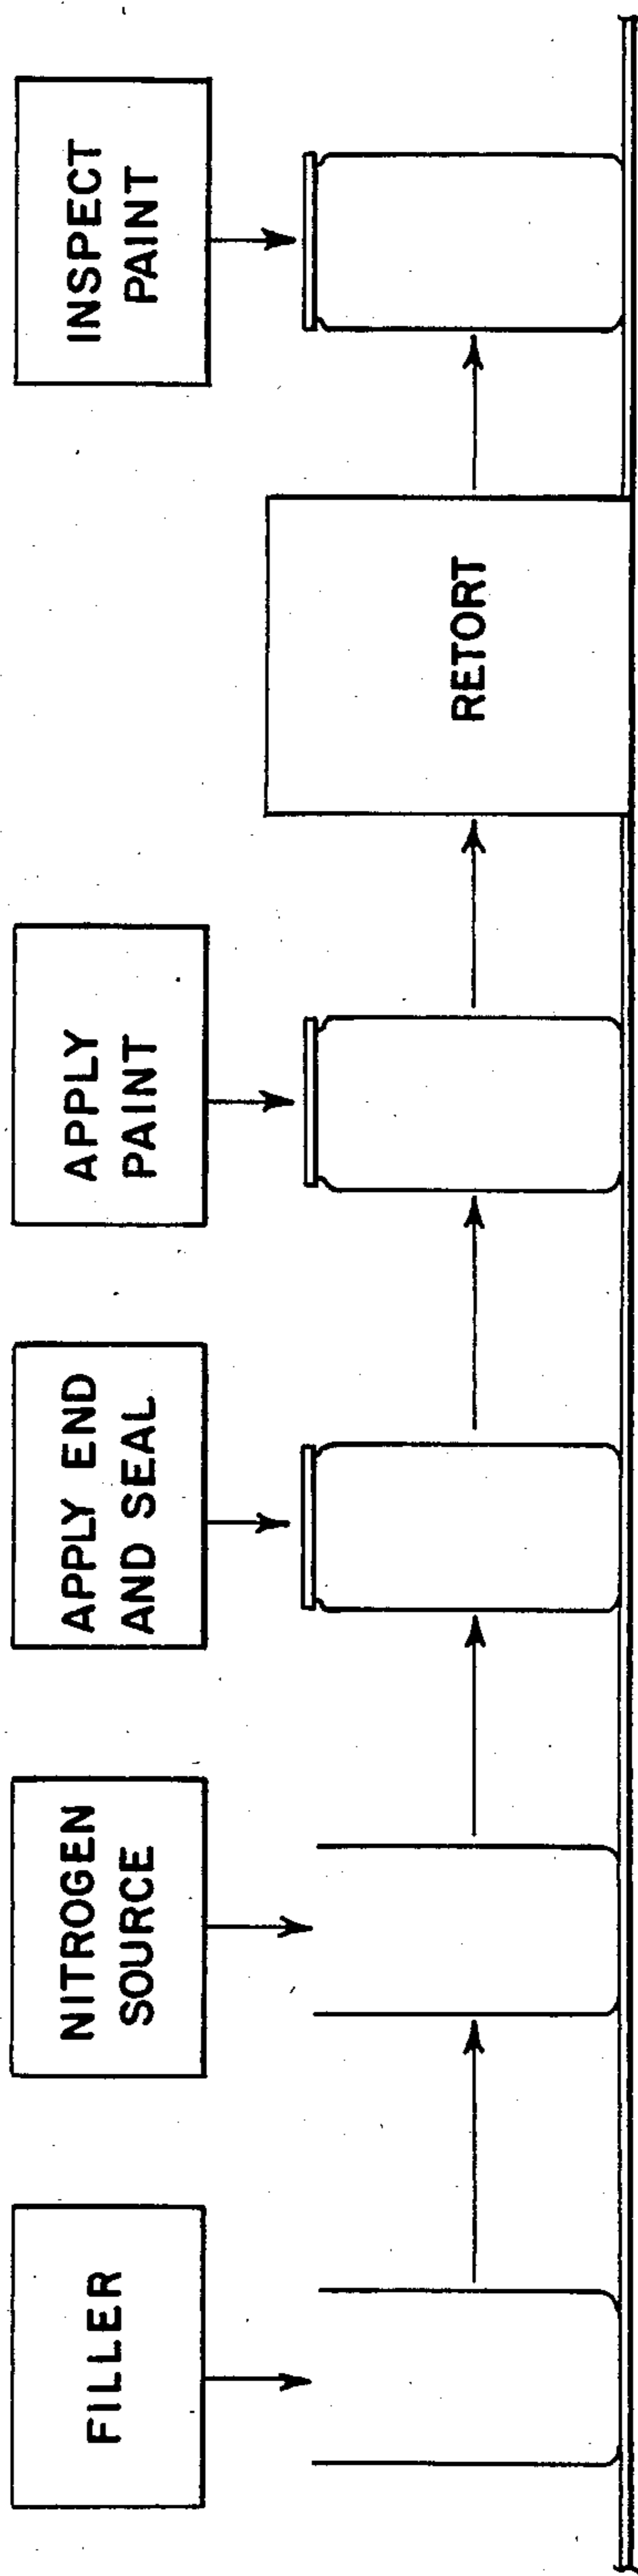 FILLER
NITROGEN
SOURCE
APPLY END
AND SEAL
APPLY
PAINT
RETORT
INSPECT
PAINT